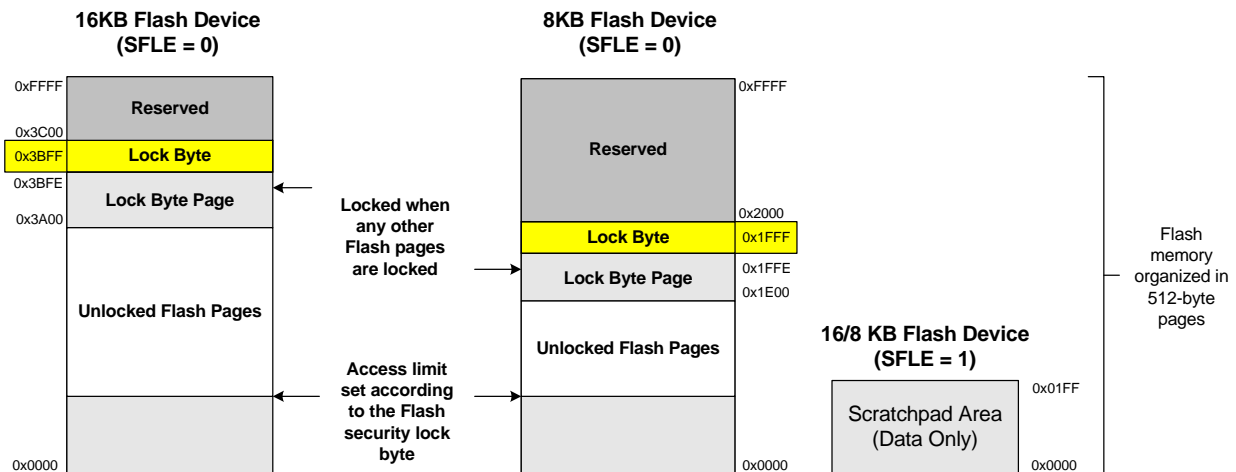 16KB Flash Device
(SFLE = 0)
0xFFFF
Reserved
0x3C00
0x3BFF
Lock Byte
0x3BFE
Lock Byte Page
0x3A00
Unlocked Flash Pages
0x0000
Locked when
any other
Flash pages
are locked
Access limit
set according
to the Flash
security lock
byte
8KB Flash Device
(SFLE = 0)
0xFFFF
Reserved
0x2000
Lock Byte
0x1FFF
0x1FFE
Lock Byte Page
0x1E00
Unlocked Flash Pages
0x0000
16/8 KB Flash Device
(SFLE = 1)
0x01FF
Scratchpad Area
(Data Only)
0x0000
Flash
memory
organized in
512-byte
pages